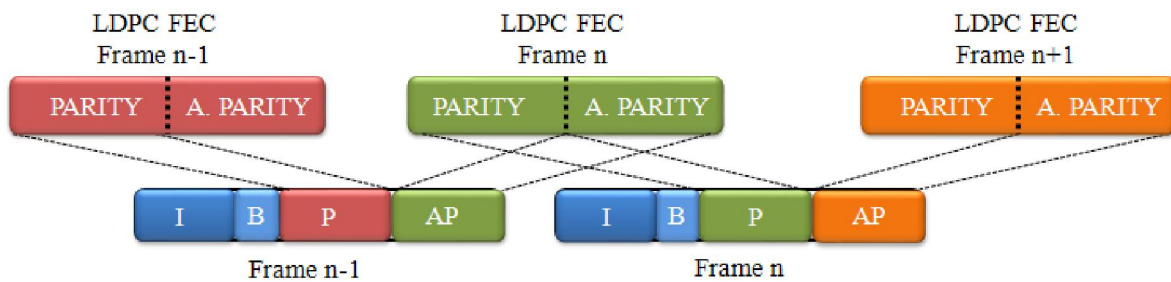 LDPC FEC
Frame n-1
LDPC FEC
Frame n
LDPC FEC
Frame n+1
PARITY A. PARITY
PARITY A. PARITY
PARITY A. PARITY
I B P AP
I B P AP
Frame n-1
Frame n